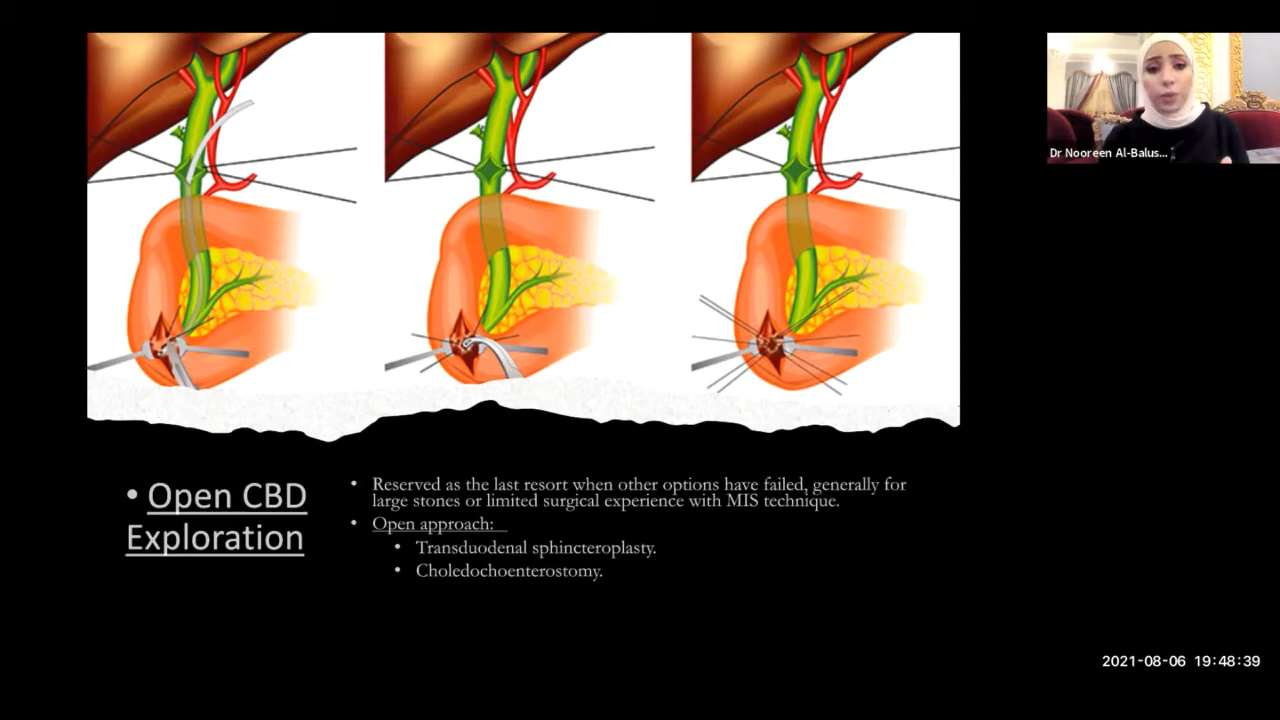 Dr Nooreen Al-Balus...
• Open CBD
Exploration
• Reserved as the last resort when other options have failed, generally for
large stones or limited surgical experience with MIS technique.
• Open approach:
• Transduodenal sphincteroplasty.
• Choledochoenterostomy.
2021-08-06 19:48:39